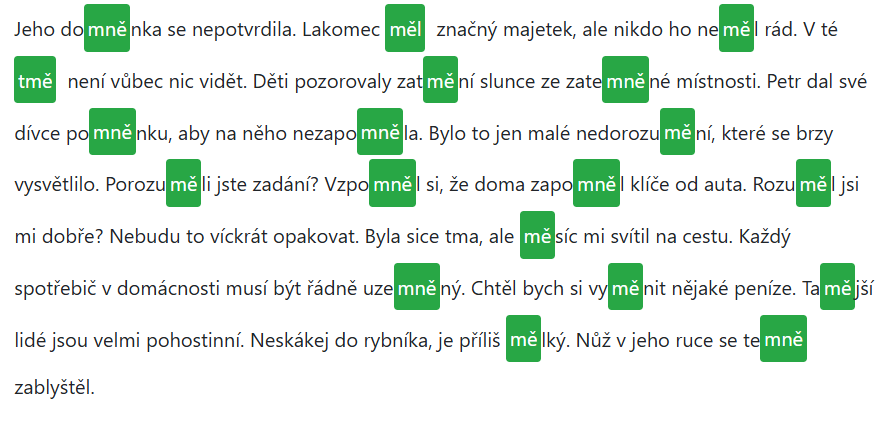 Jeho domněnka se nepotvrdila. Lakomec měl značný majetek, ale nikdo ho neměl rád. V té
tmě není vůbec nic vidět. Děti pozorovaly zatmění slunce ze zatemněné místnosti. Petr dal své
dívce pomněnku, aby na něho nezapomněla. Bylo to jen malé nedorozumění, které se brzy
vysvětlilo. Porozuměli jste zadání? Vzpomněl si, že doma zapomněl klíče od auta. Rozuměl jsi
mi dobře? Nebudu to víckrát opakovat. Byla sice tma, ale měsíc mi svítil na cestu. Každý
spotřebič v domácnosti musí být řádně uzemněný. Chtěl bych si vyměnit nějaké peníze. Tamější
lidé jsou velmi pohostinní. Neskákej do rybníka, je příliš mělký. Nůž v jeho ruce se temně
zablyštěl.